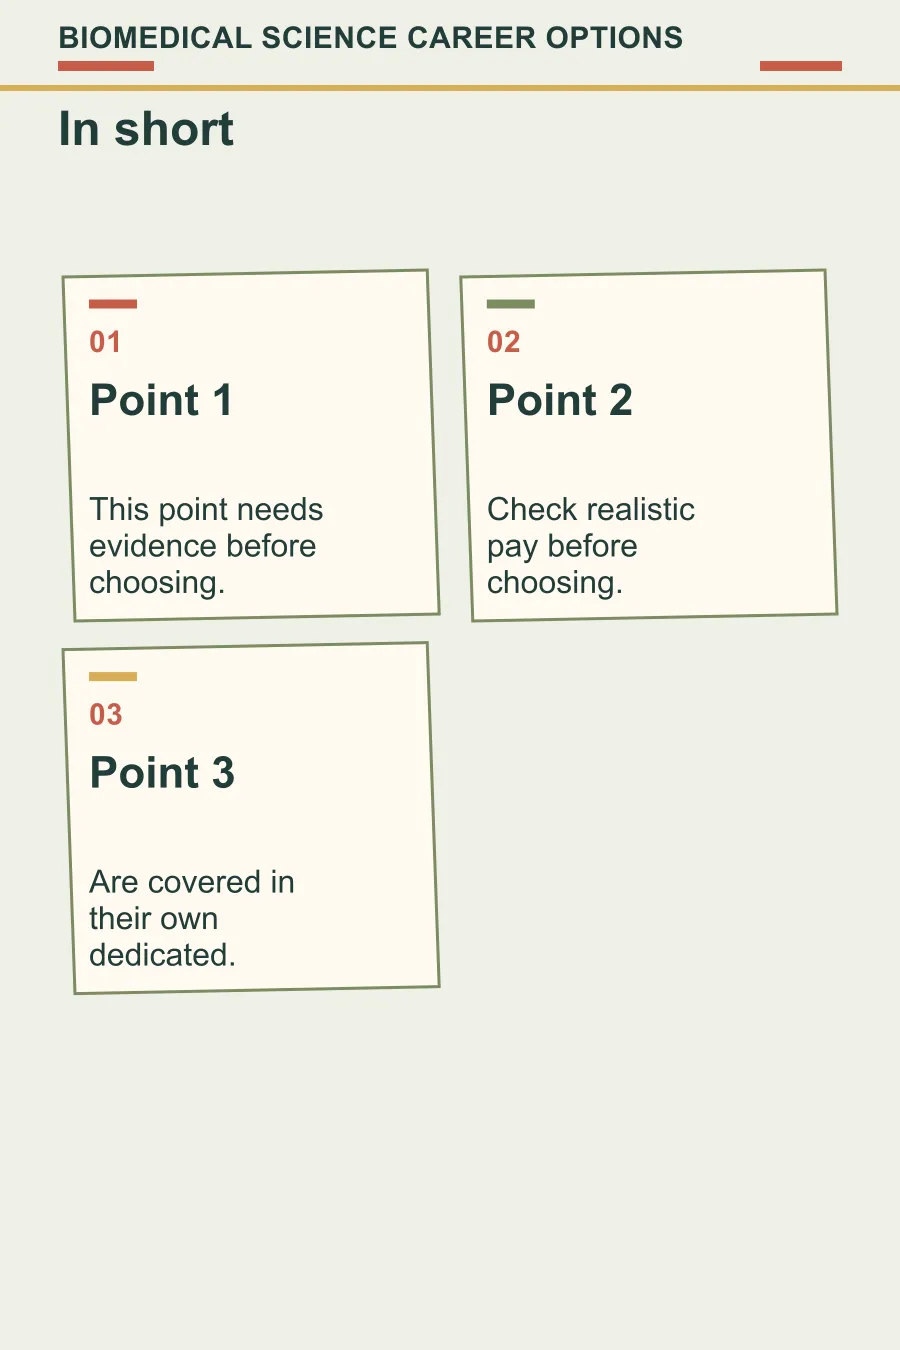 BIOMEDICAL SCIENCE CAREER OPTIONS
In short
01
Point 1
This point needs
evidence before
choosing.
02
Point 2
Check realistic
pay before
choosing.
03
Point 3
Are covered in
their own
dedicated.